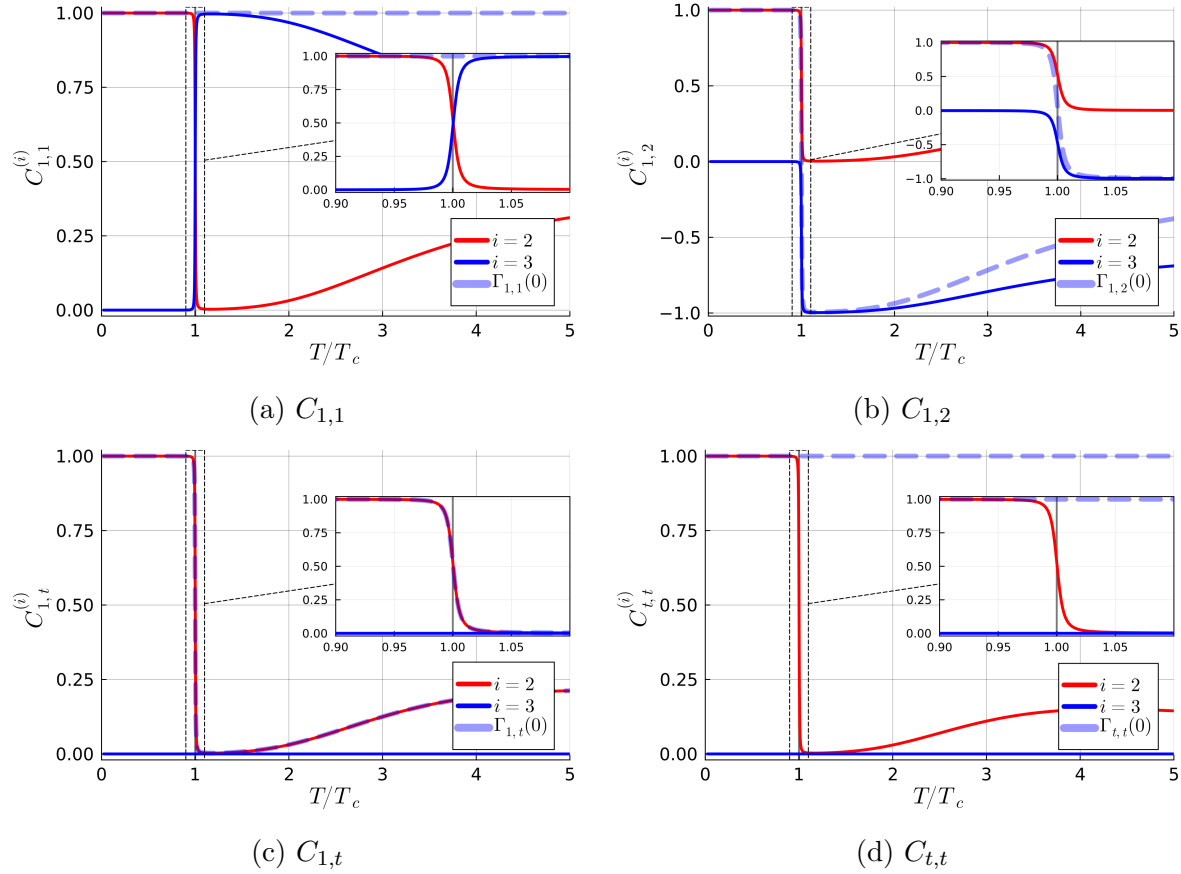 1.00
0.75
0.50
0.25
0.00
C_{1,1}^{(i)}
1.00
0.75
0.50
0.25
0.00
0.90 0.95 1.00 1.05
i = 2
i = 3
Γ_{1,1}(0)
0 1 2 3 4 5
T/T_c
(a) C_{1,1}
1.0
0.5
0.0
−0.5
−1.0
C_{1,2}^{(i)}
1.0
0.5
0.0
−0.5
−1.0
0.90 0.95 1.00 1.05
i = 2
i = 3
Γ_{1,2}(0)
0 1 2 3 4 5
T/T_c
(b) C_{1,2}
1.00
0.75
0.50
0.25
0.00
C_{1,t}^{(i)}
1.00
0.75
0.50
0.25
0.00
0.90 0.95 1.00 1.05
i = 2
i = 3
Γ_{1,t}(0)
0 1 2 3 4 5
T/T_c
(c) C_{1,t}
1.00
0.75
0.50
0.25
0.00
C_{t,t}^{(i)}
1.00
0.75
0.50
0.25
0.00
0.90 0.95 1.00 1.05
i = 2
i = 3
Γ_{t,t}(0)
0 1 2 3 4 5
T/T_c
(d) C_{t,t}